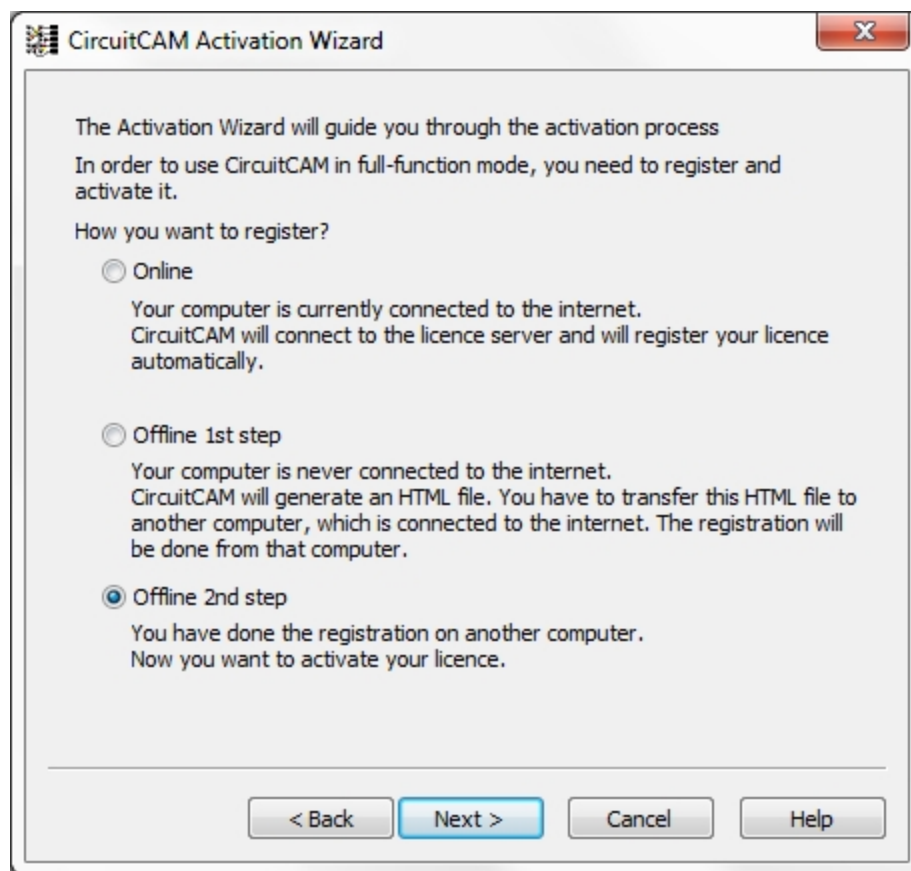 CircuitCAM Activation Wizard
The Activation Wizard will guide you through the activation process
In order to use CircuitCAM in full-function mode, you need to register and
activate it.
How you want to register?
Online
Your computer is currently connected to the internet.
CircuitCAM will connect to the licence server and will register your licence
automatically.
Offline 1st step
Your computer is never connected to the internet.
CircuitCAM will generate an HTML file. You have to transfer this HTML file to
another computer, which is connected to the internet. The registration will
be done from that computer.
Offline 2nd step
You have done the registration on another computer.
Now you want to activate your licence.
< Back Next > Cancel Help